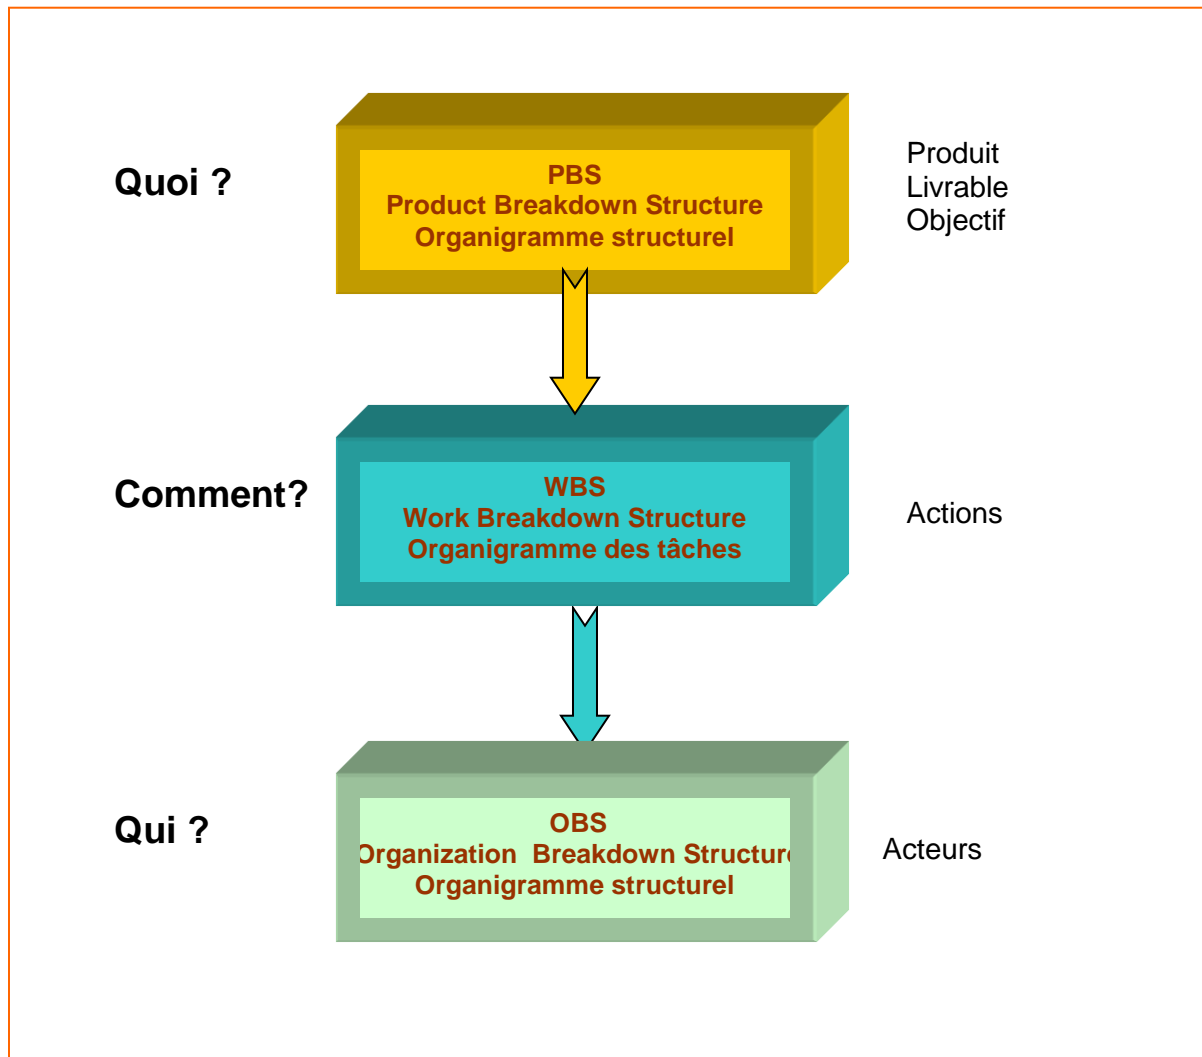 Quoi ?
PBS
Product Breakdown Structure
Organigramme structurel
Produit
Livrable
Objectif
Comment?
WBS
Work Breakdown Structure
Organigramme des tâches
Actions
Qui ?
OBS
Organization Breakdown Structure
Organigramme structurel
Acteurs